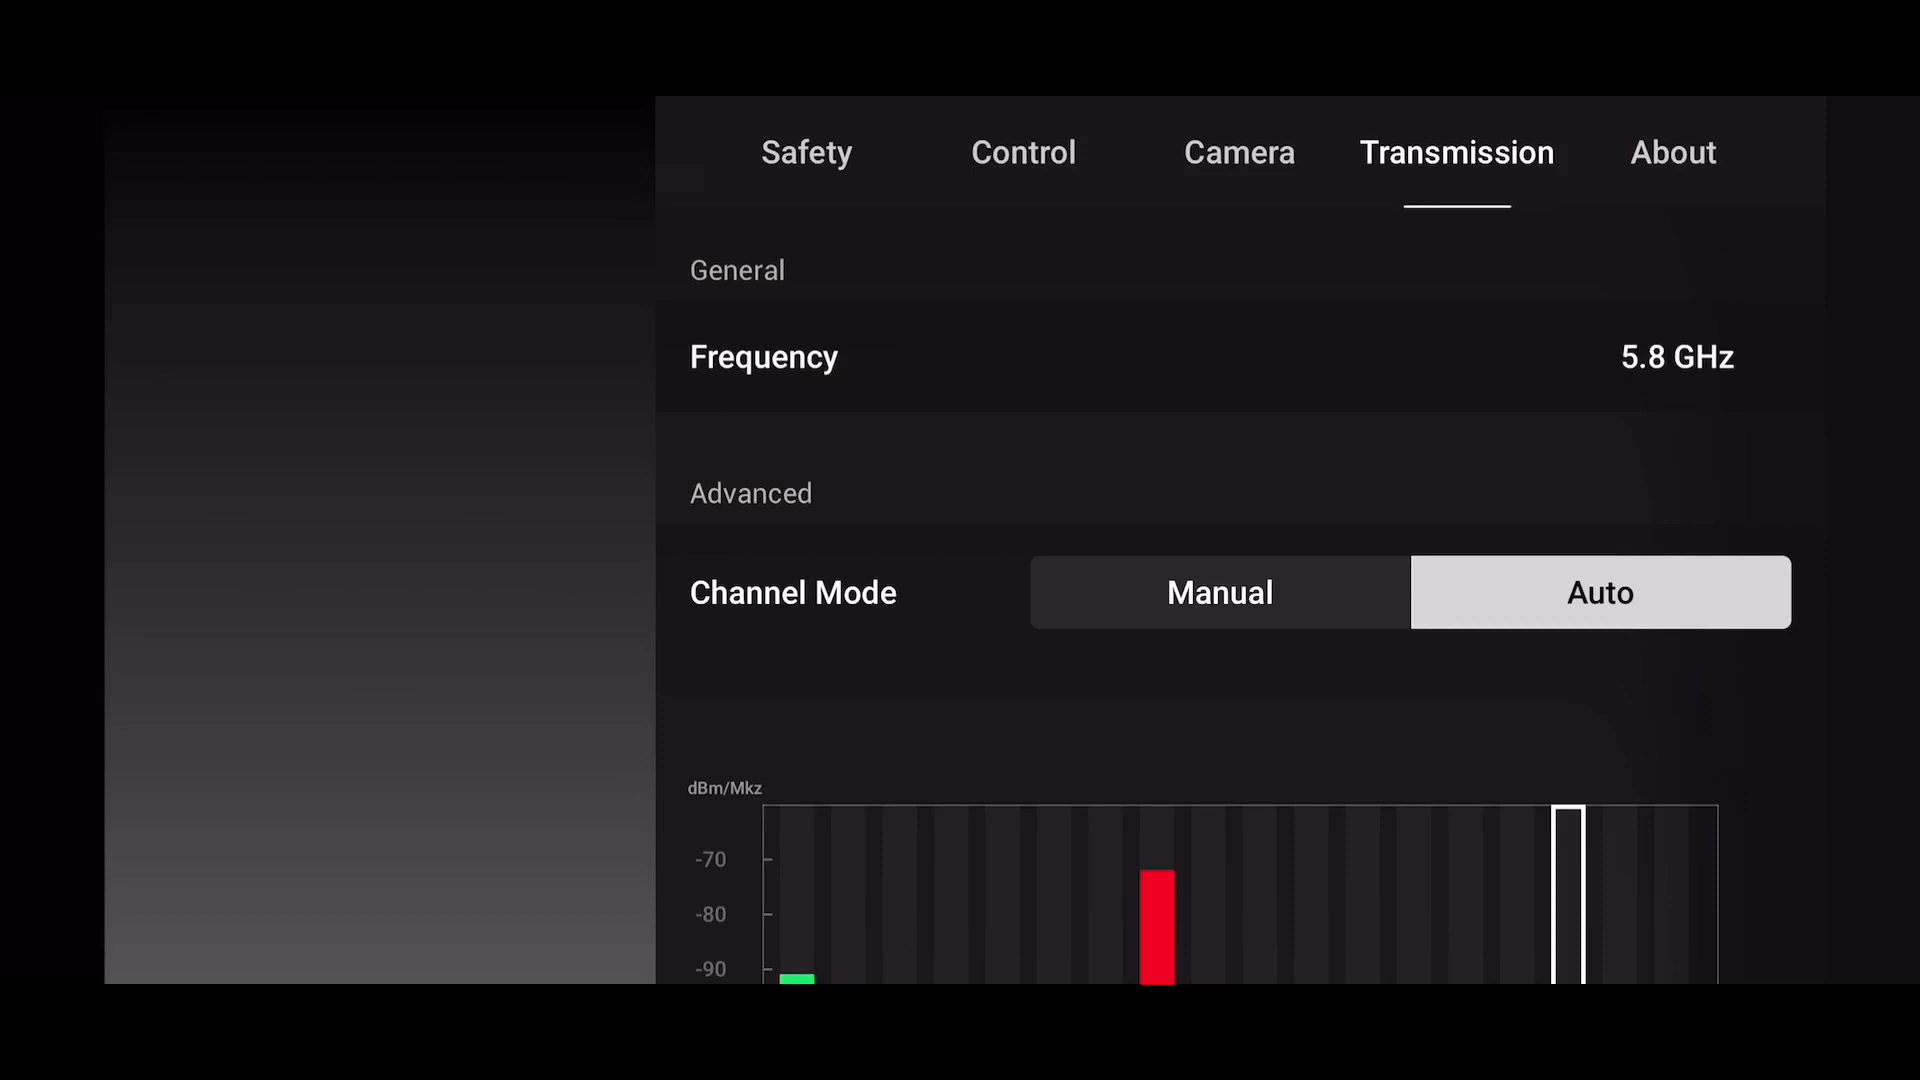 Safety Control Camera Transmission About
General
Frequency 5.8 GHz
Advanced
Channel Mode Manual Auto
dBm/Mkz
-70
-80
-90